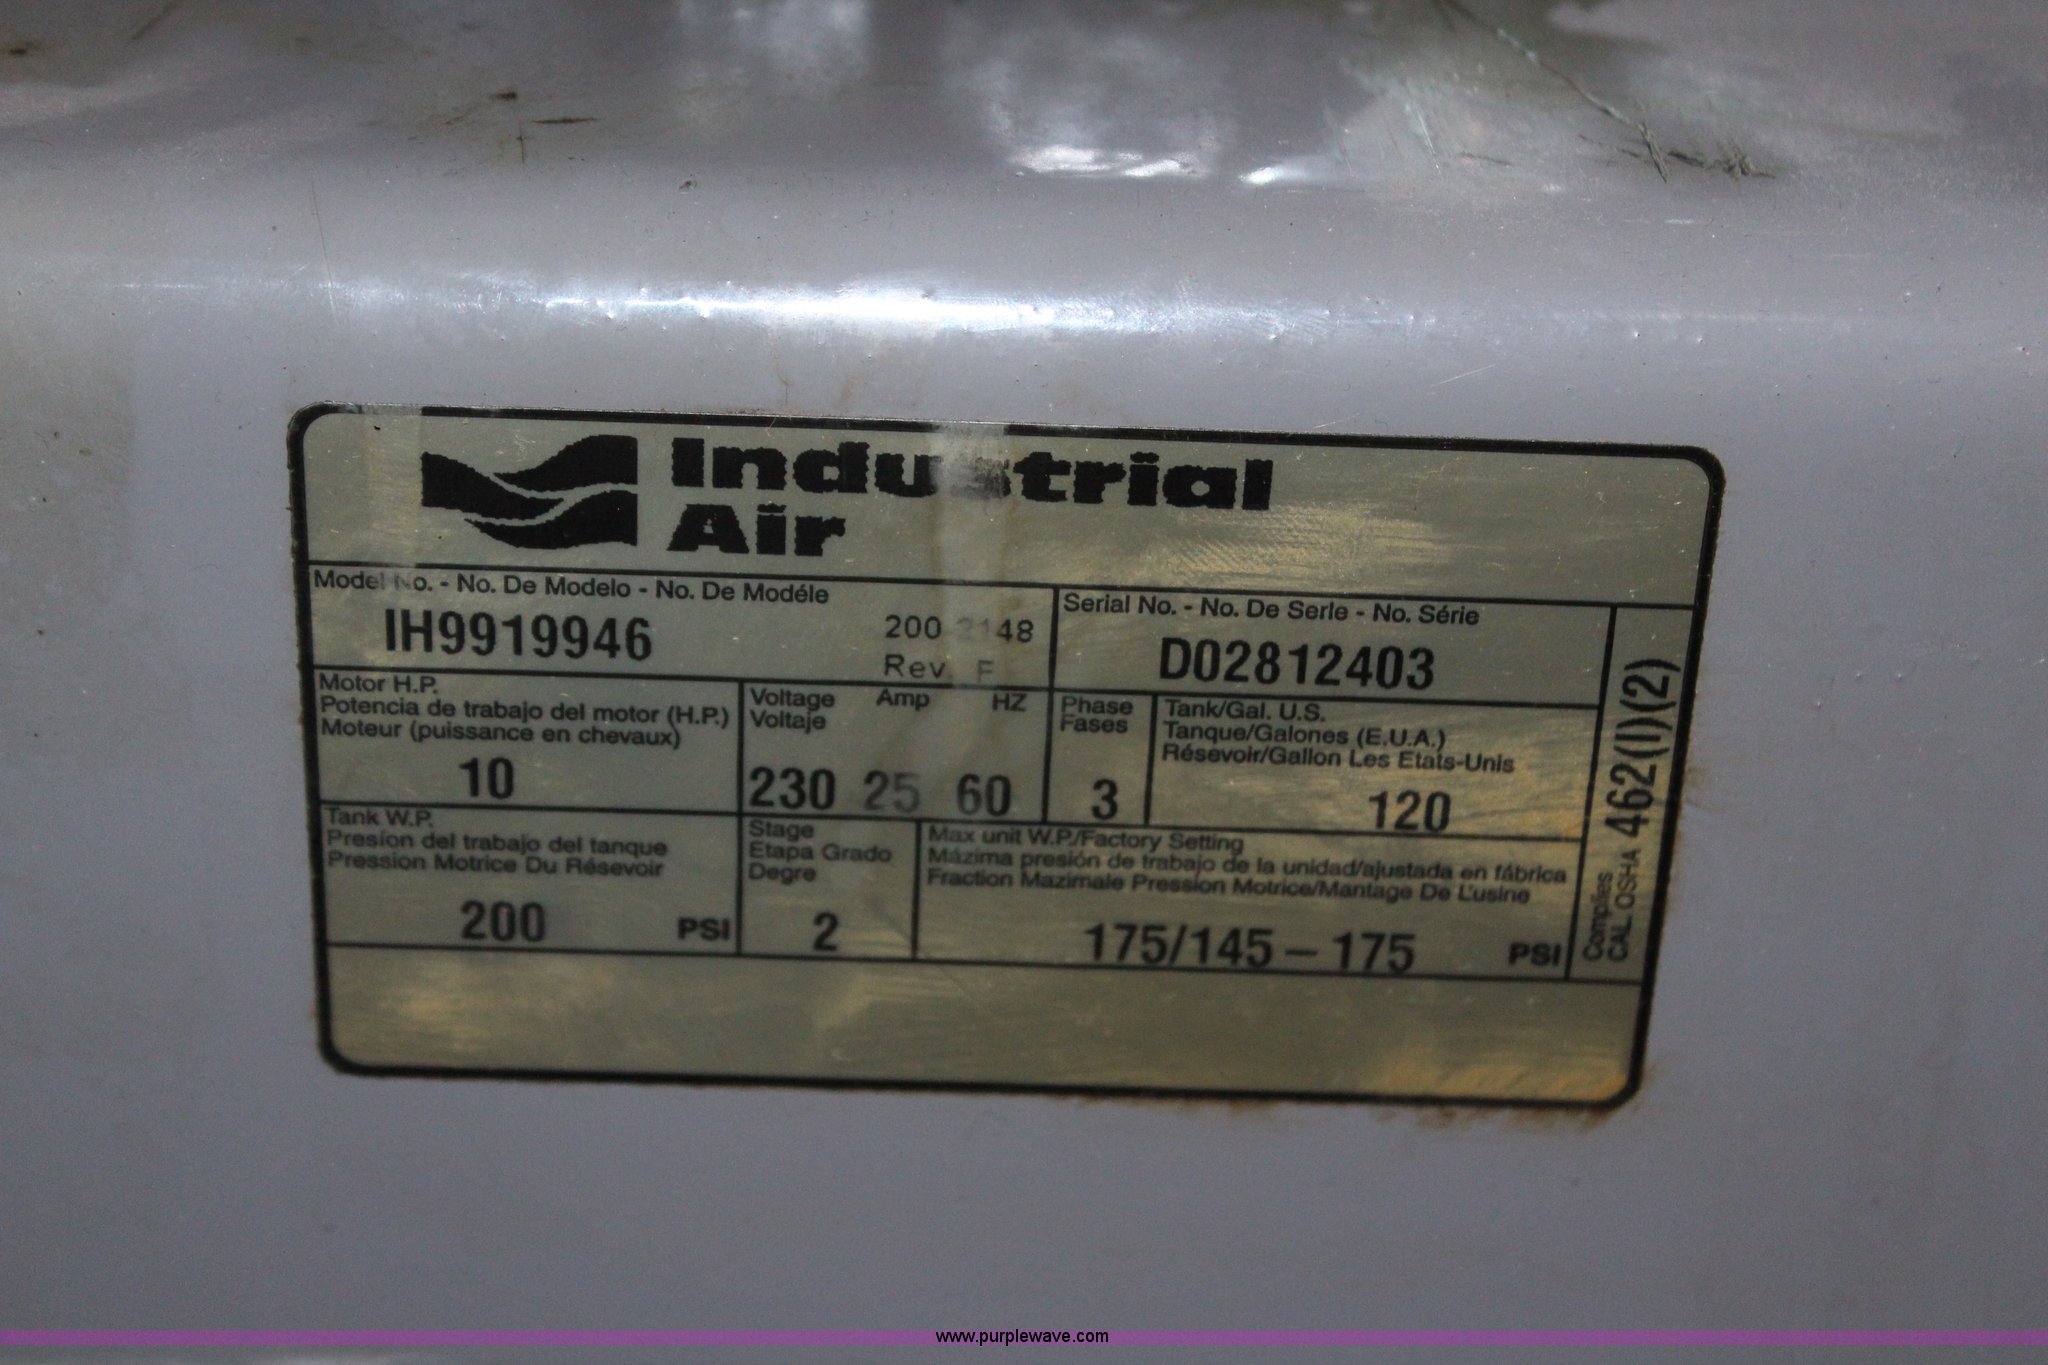 Industrial
Air
Model No. - No. De Modelo - No. De Modéle
IH9919946
200 2148
Rev F
Serial No. - No. De Serie - No. Série
D02812403
Motor H.P.
Potencia de trabajo del motor (H.P.)
Moteur (puissance en chevaux)
10
Voltage Amp HZ
Voltaje
230 25 60
Phase
Fases
3
Tank/Gal. U.S.
Tanque/Galones (E.U.A.)
Résevoir/Gallon Les Etats-Unis
120
Tank W.P.
Presion del trabajo del tanque
Pression Motrice Du Résevoir
200 PSI
Stage
Etapa Grado
Degre
2
Max unit W.P./Factory Setting
Mázima presión de trabajo de la unidad/ajustada en fábrica
Fraction Mazimale Pression Motrice/Mantage De L'usine
175/145 – 175 PSI
Complies
CAL. OSHA 462(I)(2)
www.purplewave.com